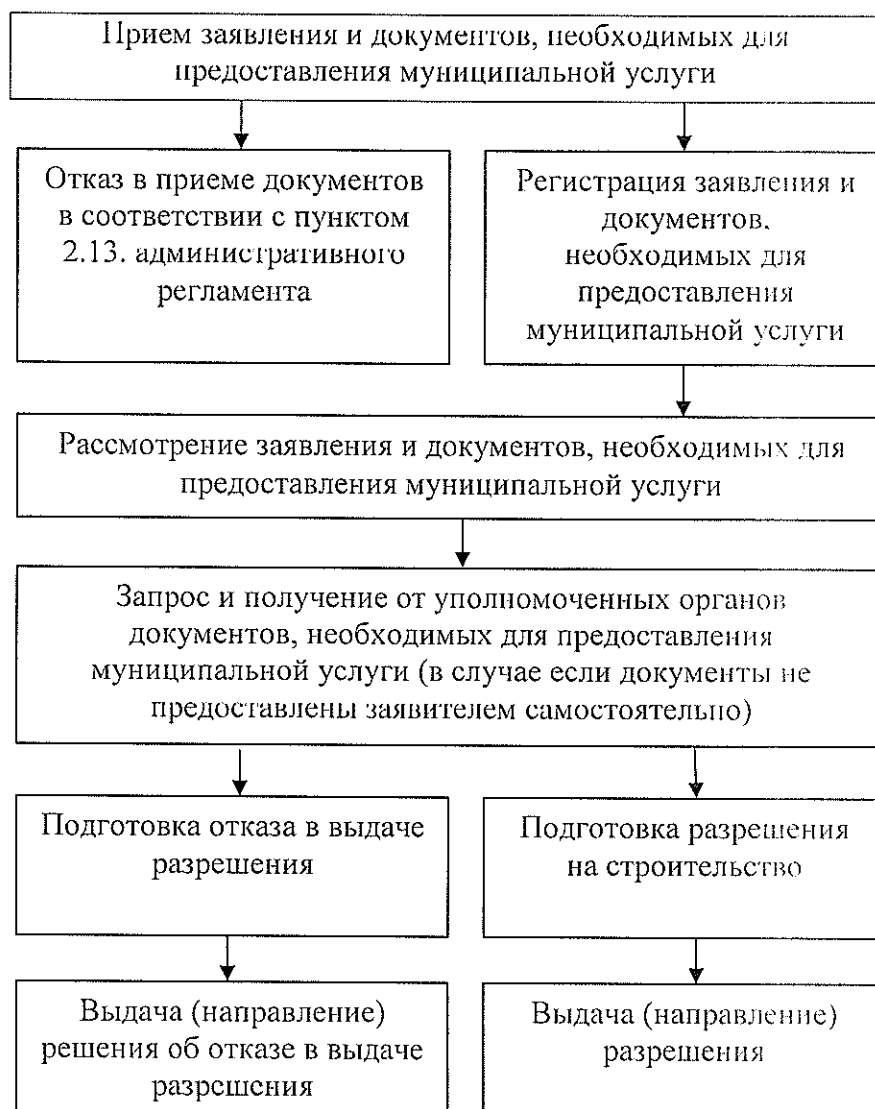 Прием заявления и документов, необходимых для
предоставления муниципальной услуги
Отказ в приеме документов
в соответствии с пунктом
2.13. административного
регламента
Регистрация заявления и
документов,
необходимых для
предоставления
муниципальной услуги
Рассмотрение заявления и документов, необходимых для
предоставления муниципальной услуги
Запрос и получение от уполномоченных органов
документов, необходимых для предоставления
муниципальной услуги (в случае если документы не
предоставлены заявителем самостоятельно)
Подготовка отказа в выдаче
разрешения
Подготовка разрешения
на строительство
Выдача (направление)
решения об отказе в выдаче
разрешения
Выдача (направление)
разрешения